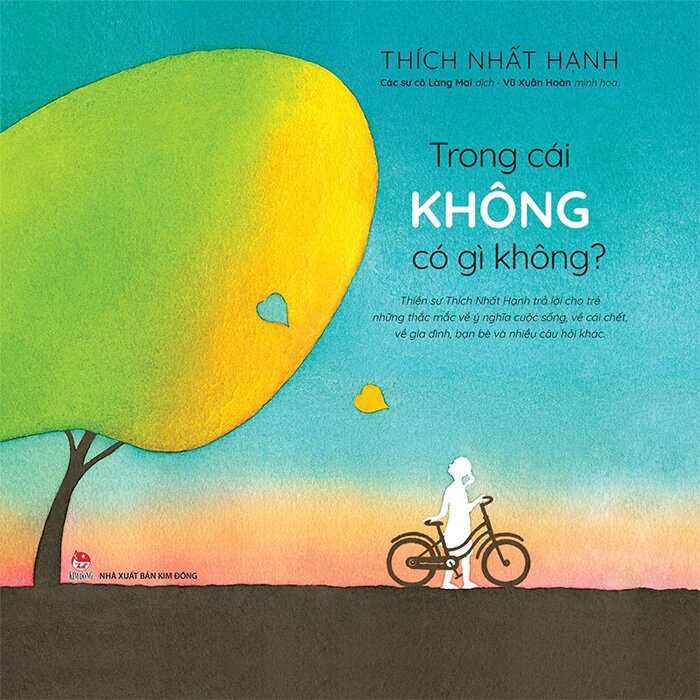 THÍCH NHẤT HẠNH
Các sư cô Làng Mai dịch - Vũ Xuân Hoàn minh họa
Trong cái
KHÔNG
có gì không?
Thiền sư Thích Nhất Hạnh trả lời cho trẻ
những thắc mắc về ý nghĩa cuộc sống, về cái chết,
về gia đình, bạn bè và nhiều câu hỏi khác.
KIM ĐỒNG
NHÀ XUẤT BẢN KIM ĐỒNG